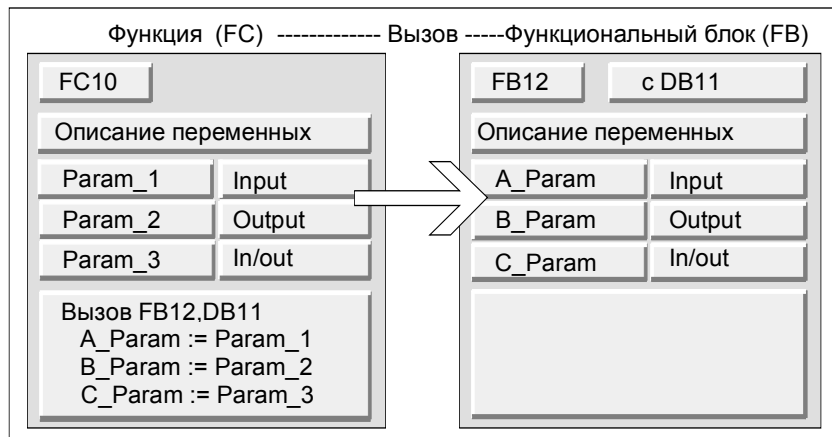 Функция (FC) ------------- Вызов -----Функциональный блок (FB)
FC10
Описание переменных
Param_1 Input
Param_2 Output
Param_3 In/out
Вызов FB12,DB11
A_Param := Param_1
B_Param := Param_2
C_Param := Param_3
FB12 с DB11
Описание переменных
A_Param Input
B_Param Output
C_Param In/out